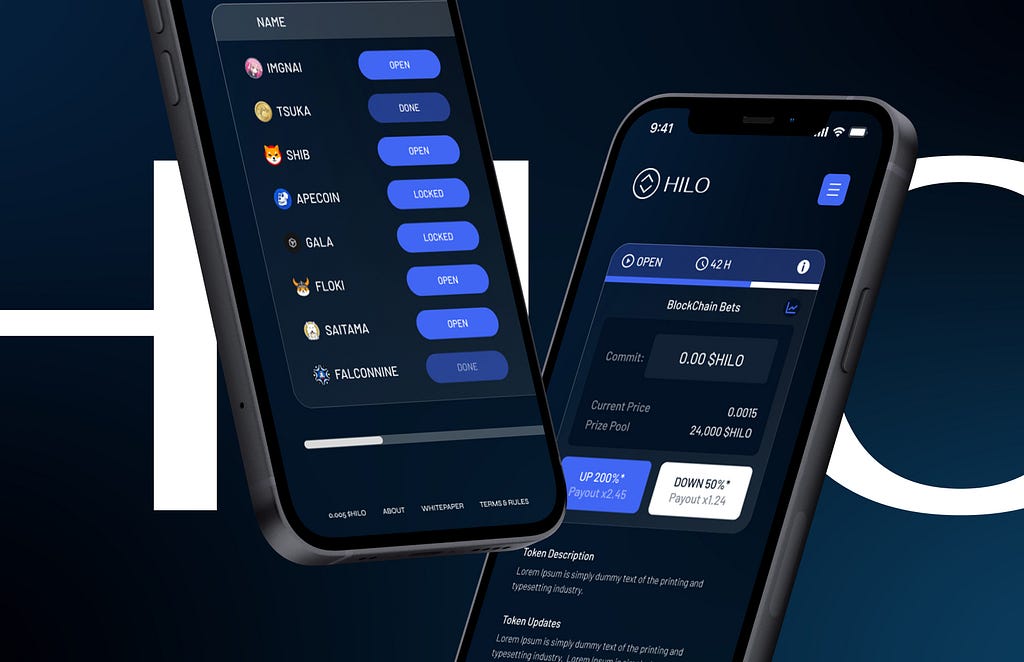 NAME
IMGNAI OPEN
TSUKA DONE
SHIB OPEN
APECOIN LOCKED
GALA LOCKED
FLOKI OPEN
SAITAMA OPEN
FALCONNINE DONE
0.005 $HILO ABOUT WHITEPAPER TERMS & RULES
9:41
HILO
OPEN 42 H
BlockChain Bets
Commit: 0.00 $HILO
Current Price 0.0015
Prize Pool 24,000 $HILO
UP 200%* DOWN 50%*
Payout x2.45 Payout x1.24
Token Description
Lorem Ipsum is simply dummy text of the printing and
typesetting industry.
Token Updates
Lorem Ipsum is simply dummy text of the printing and
typesetting industry. Lorem Ipsum is simply dummy